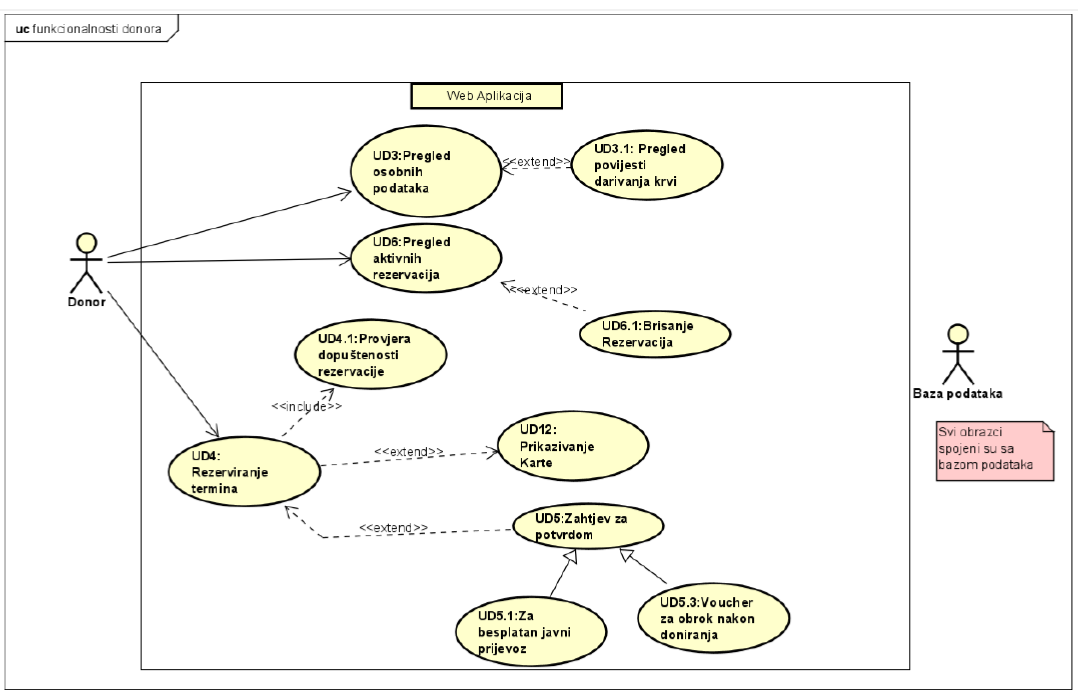 uc funkcionalnosti donora
Web Aplikacija
UD3:Pregled
osobnih
podataka
<<extend>>
UD3.1: Pregled
povijesti
darivanja krvi
UD6:Pregled
aktivnih
rezervacija
<<extend>>
UD6.1:Brisanje
Rezervacija
Donor
UD4.1:Provjera
dopuštenosti
rezervacije
<<include>>
Baza podataka
Svi obrazci
spojeni su sa
bazom podataka
UD4:
Rezerviranje
termina
<<extend>>
UD12:
Prikazivanje
Karte
<<extend>>
UD5:Zahtjev za
potvrdom
UD5.1:Za
besplatan javni
prijevoz
UD5.3:Voucher
za obrok nakon
doniranja